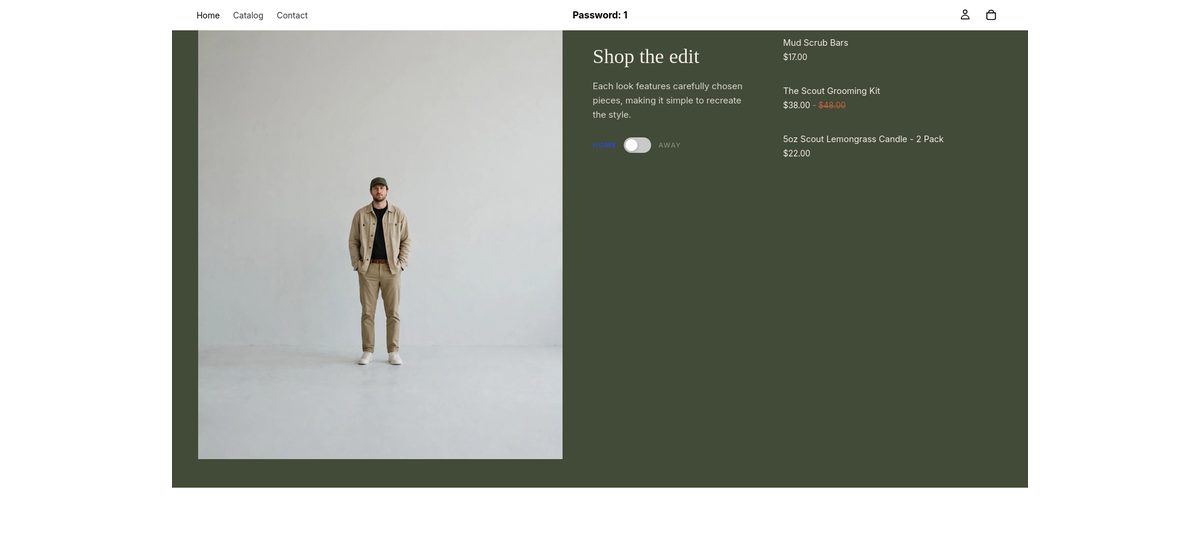 Home Catalog Contact
Password: 1
Shop the edit
Each look features carefully chosen
pieces, making it simple to recreate
the style.
HOME AWAY
Mud Scrub Bars
$17.00
The Scout Grooming Kit
$38.00 - $48.00
5oz Scout Lemongrass Candle - 2 Pack
$22.00